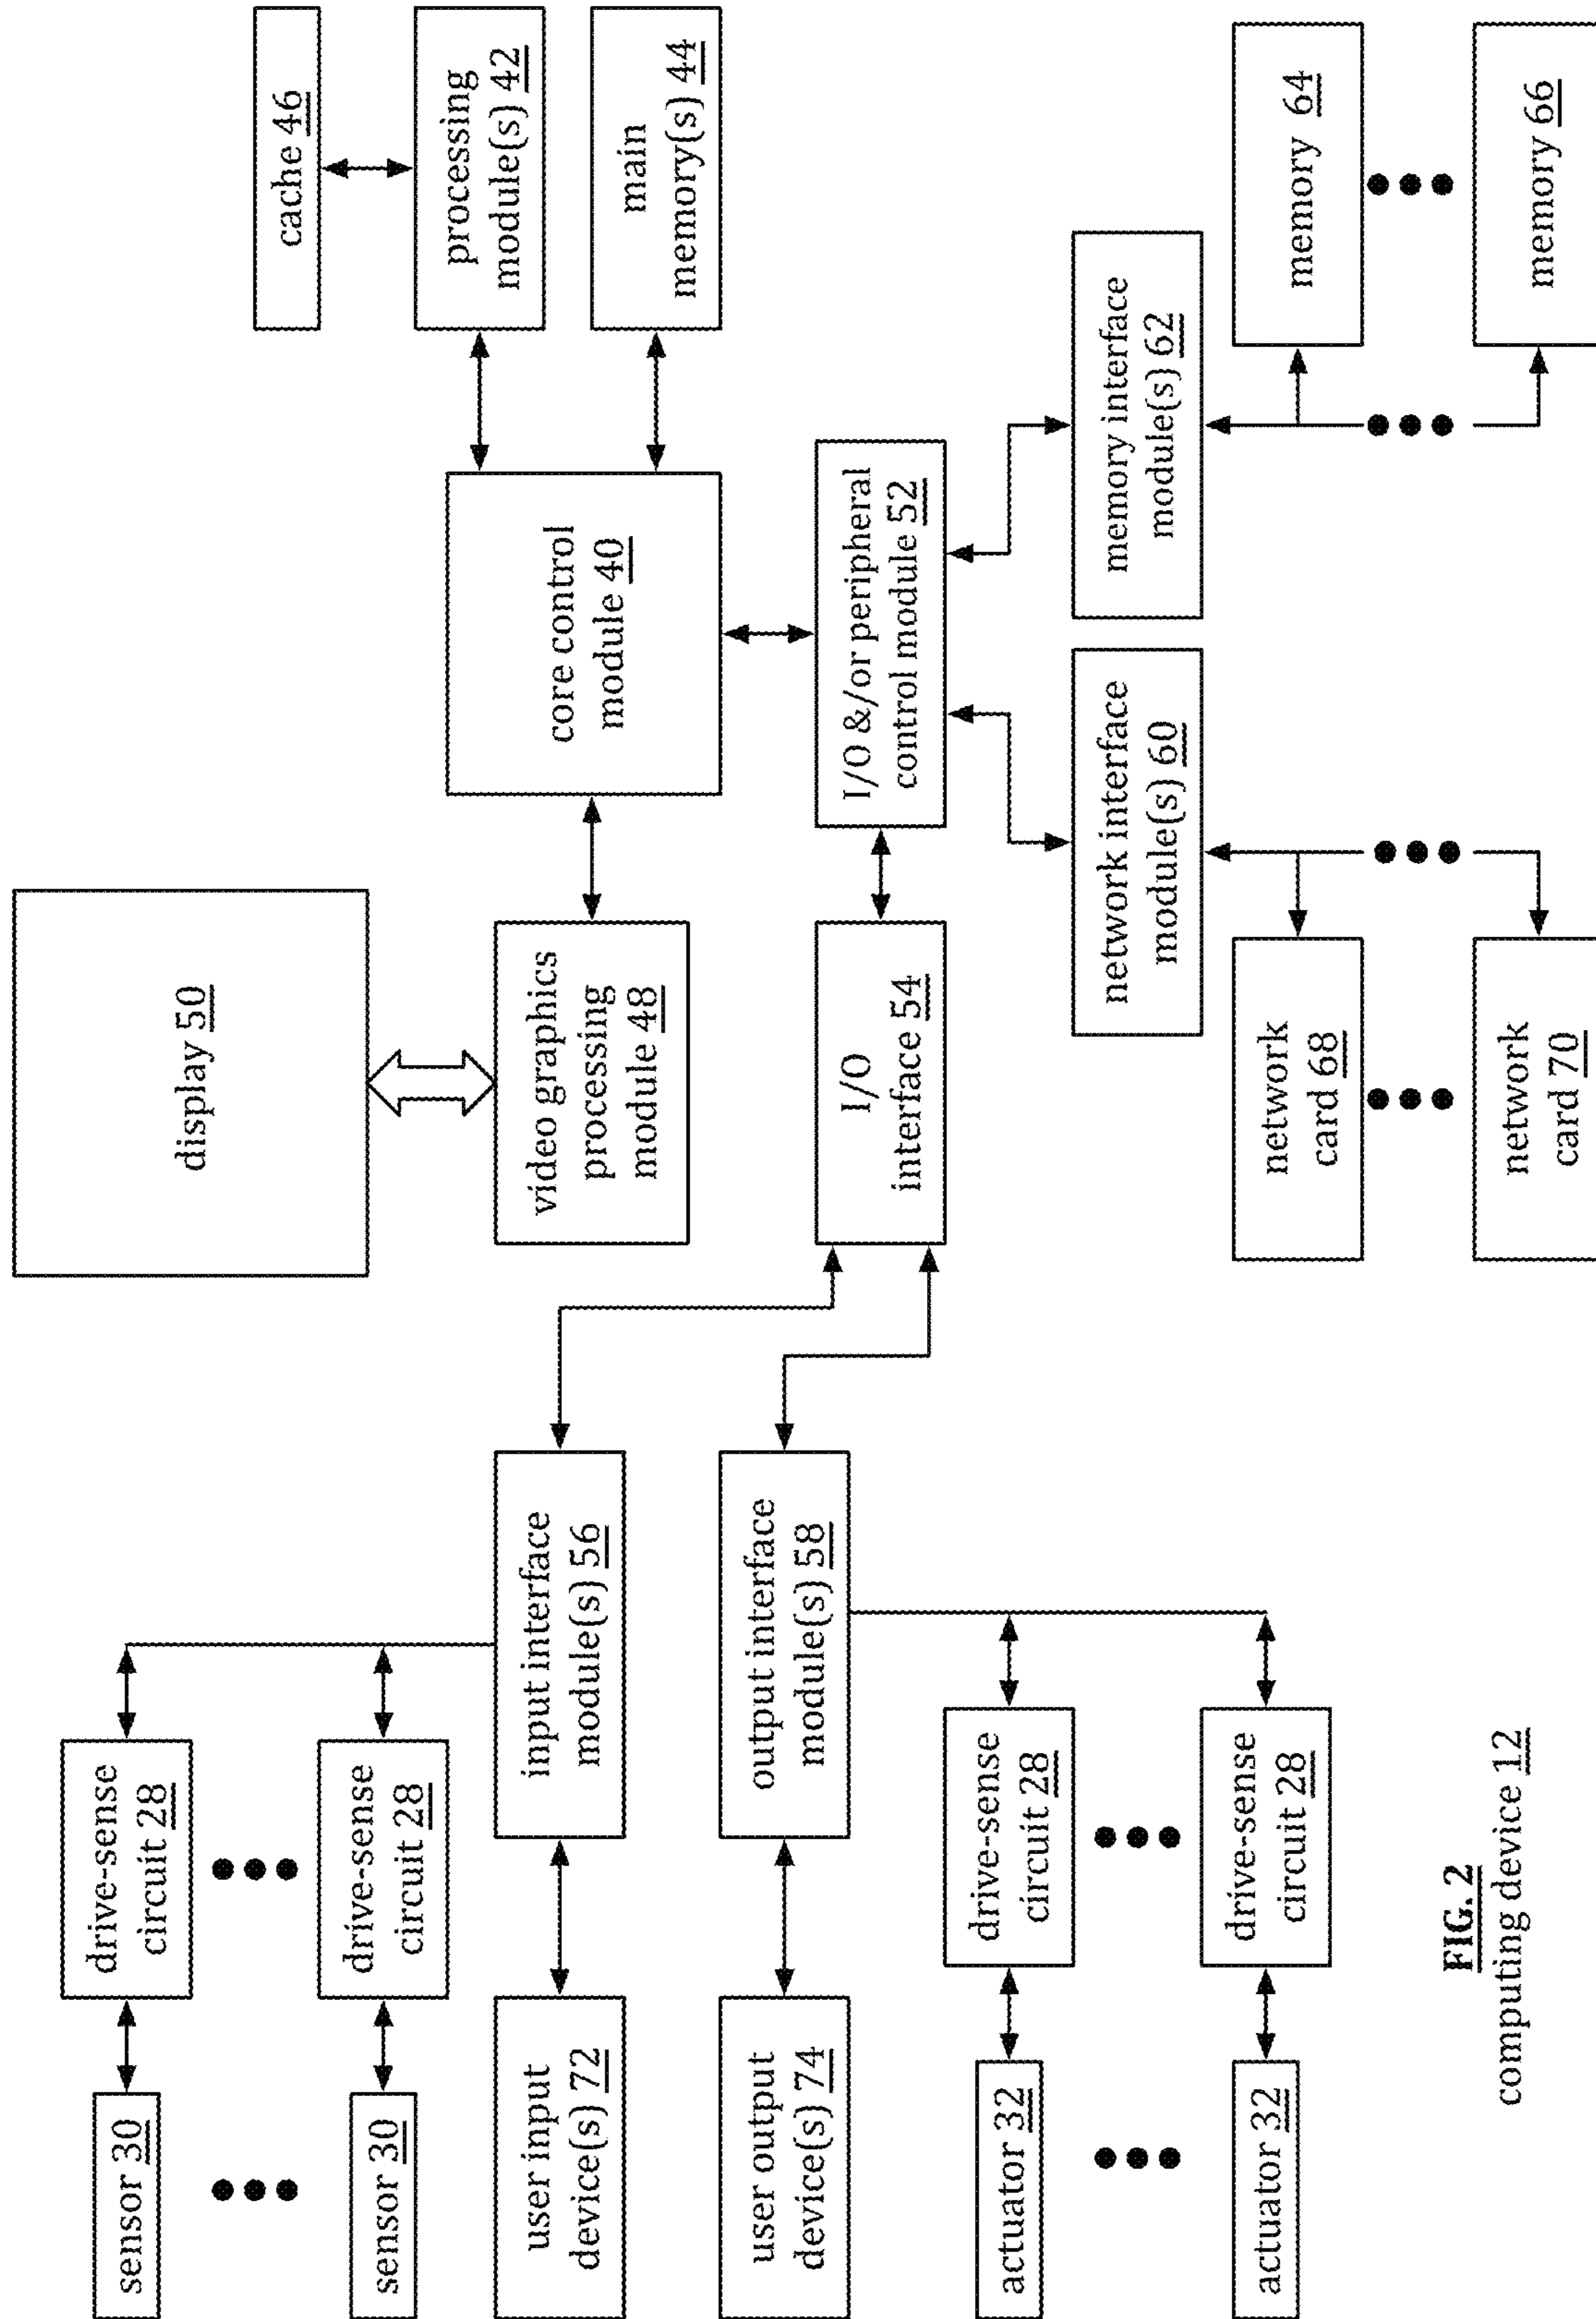 display 50
cache 46
processing
module(s) 42
main
memory(s) 44
core control
module 40
video graphics
processing
module 48
sensor 30
drive-sense
circuit 28
sensor 30
drive-sense
circuit 28
user input
device(s) 72
input interface
module(s) 56
user output
device(s) 74
output interface
module(s) 58
I/O
interface 54
I/O &/or peripheral
control module 52
actuator 32
drive-sense
circuit 28
actuator 32
drive-sense
circuit 28
network interface
module(s) 60
memory interface
module(s) 62
network
card 68
memory 64
network
card 70
memory 66
FIG. 2
computing device 12